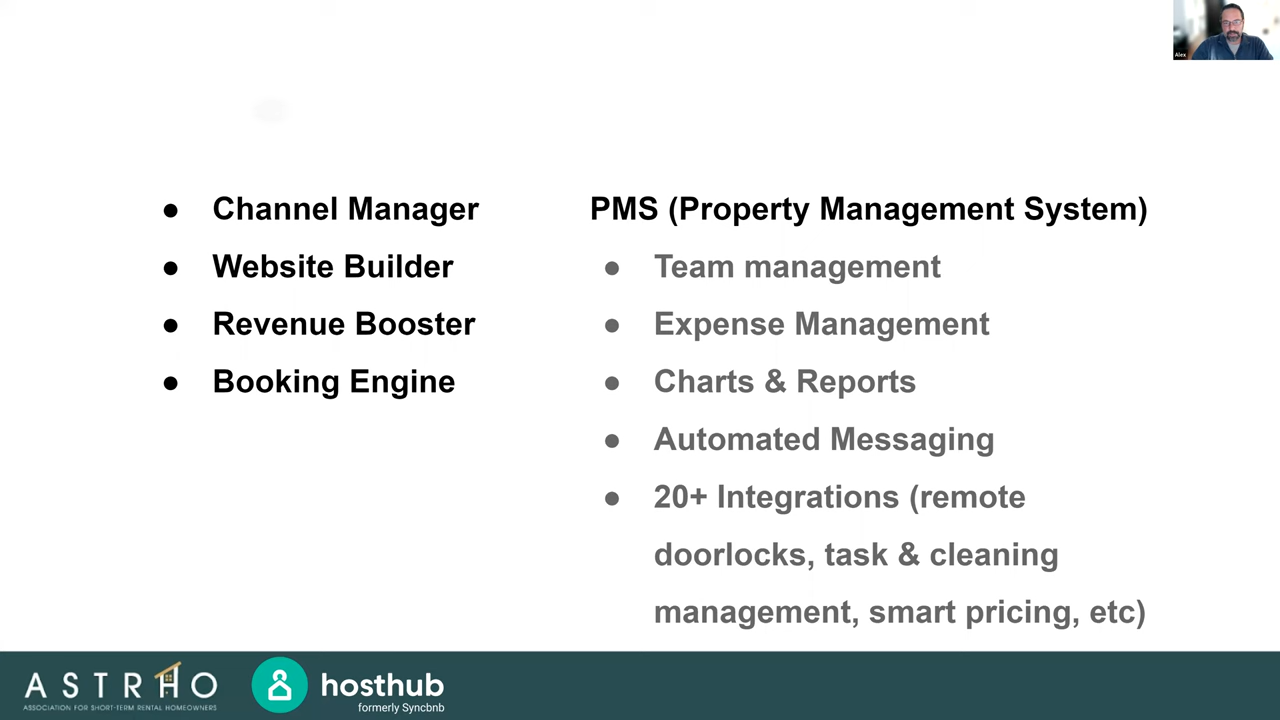 Alex
Channel Manager
Website Builder
Revenue Booster
Booking Engine
PMS (Property Management System)
Team management
Expense Management
Charts & Reports
Automated Messaging
20+ Integrations (remote
doorlocks, task & cleaning
management, smart pricing, etc)
ASTRHO
ASSOCIATION FOR SHORT-TERM RENTAL HOMEOWNERS
hosthub
formerly Syncbnb